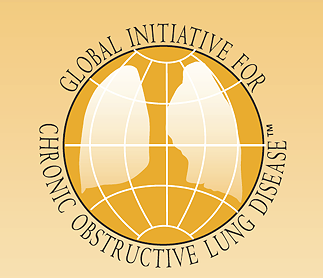 GLOBAL INITIATIVE FOR
CHRONIC OBSTRUCTIVE LUNG DISEASE™